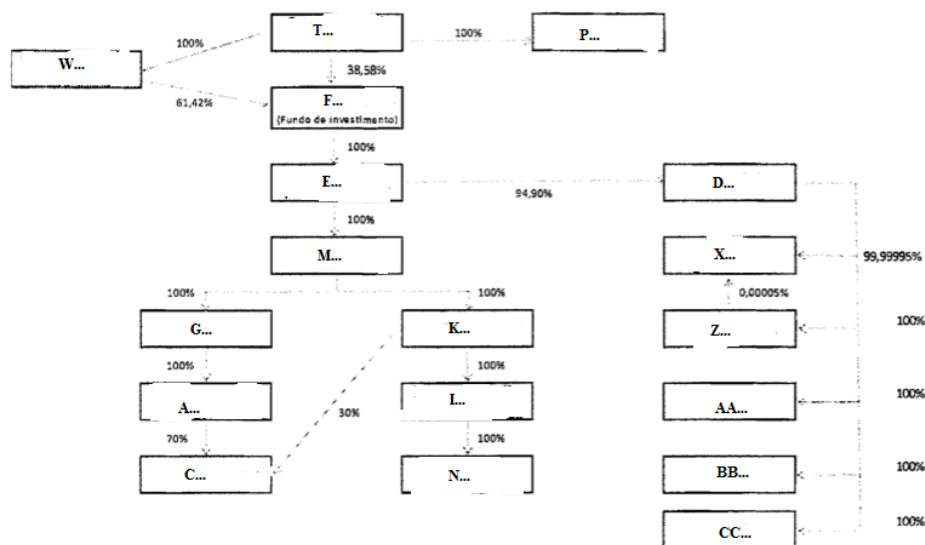 T...
100%
100%
P...
W...
38,58%
61,42%
F...
(Fundo de investimento)
100%
E...
94,90%
D...
100%
M...
X...
99,99995%
100%
100%
0,00005%
G...
K...
Z...
100%
100%
100%
A...
30%
I...
AA...
100%
70%
100%
C...
N...
BB...
100%
CC...
100%